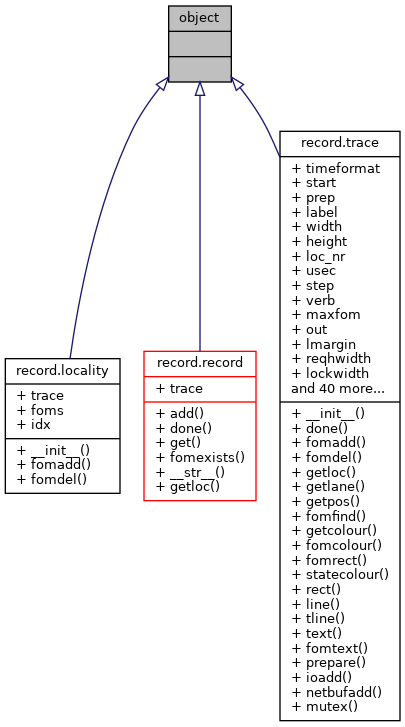 object
record.trace
+ timeformat
+ start
+ prep
+ label
+ width
+ height
+ loc_nr
+ usec
+ step
+ verb
+ maxfom
+ out
+ lmargin
+ reqhwidth
+ lockwidth
and 40 more...
+ __init__()
+ done()
+ fomadd()
+ fomdel()
+ getloc()
+ getlane()
+ getpos()
+ fomfind()
+ getcolour()
+ fomcolour()
+ fomrect()
+ statecolour()
+ rect()
+ line()
+ tline()
+ text()
+ fomtext()
+ prepare()
+ ioadd()
+ netbufadd()
+ mutex()
record.locality
+ trace
+ foms
+ idx
+ __init__()
+ fomadd()
+ fomdel()
record.record
+ trace
+ add()
+ done()
+ get()
+ fomexists()
+ __str__()
+ getloc()